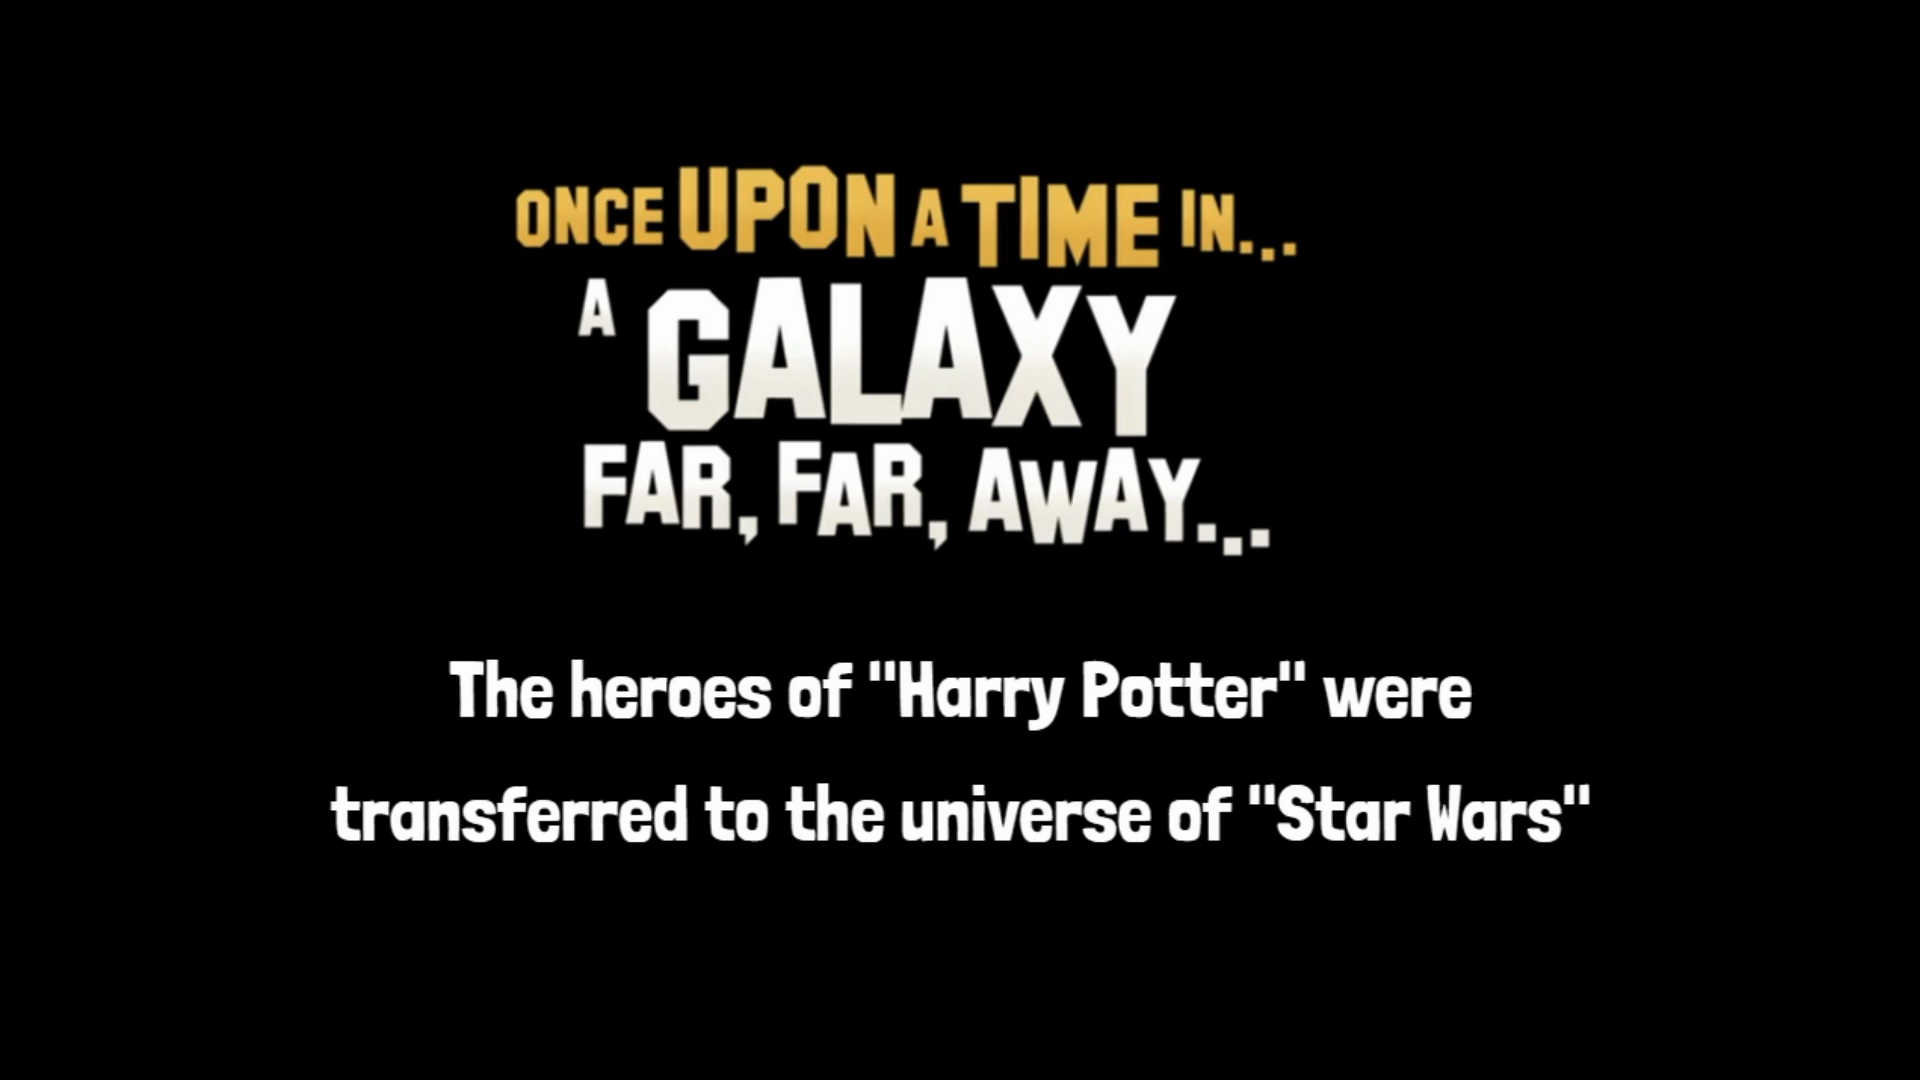 ONCE UPON A TIME IN...
A GALAXY
FAR, FAR, AWAY...
The heroes of "Harry Potter" were
transferred to the universe of "Star Wars"